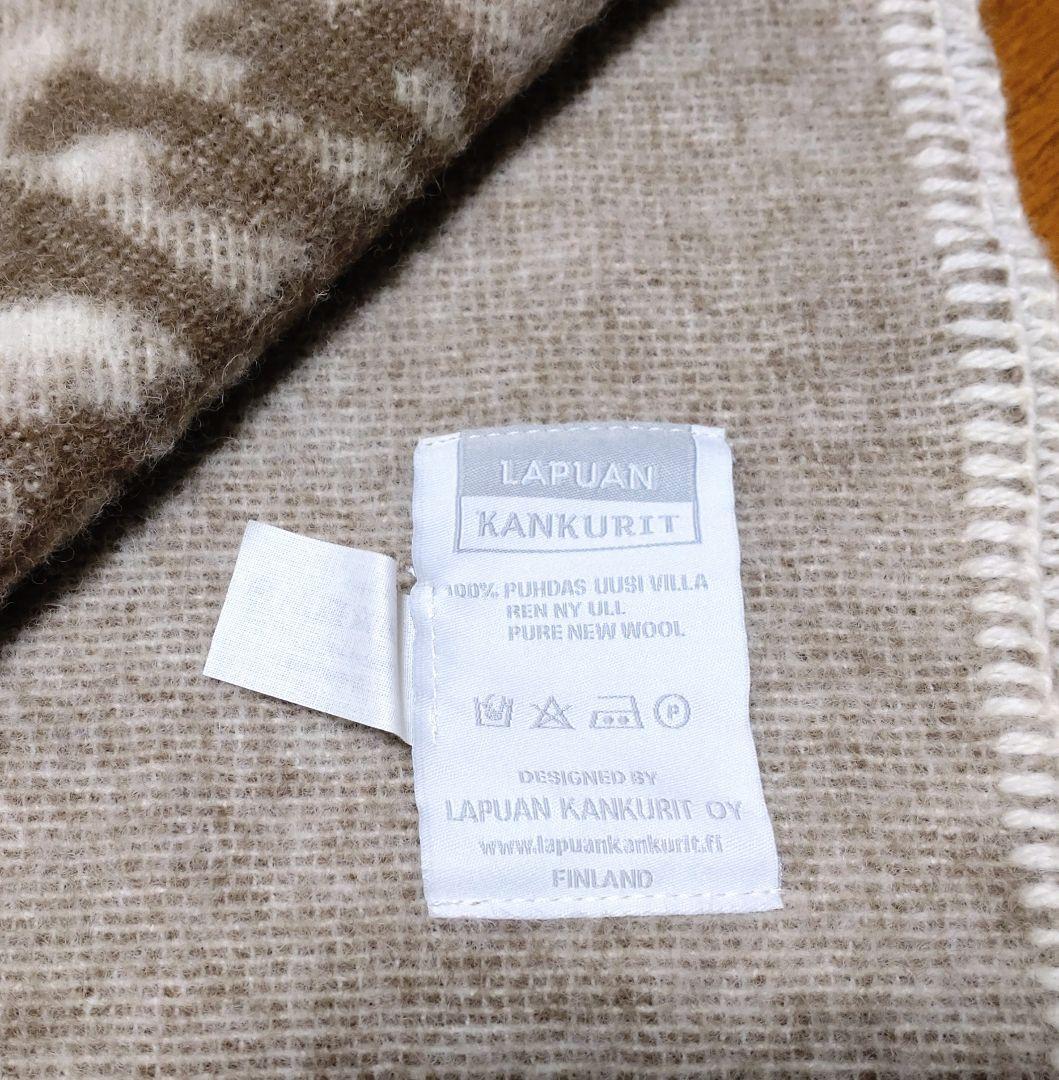 LAPUAN
KANKURIT
100% PUHDAS UUSI VILLA
REN NY ULL
PURE NEW WOOL
P
DESIGNED BY
LAPUAN KANKURIT OY
www.lapuankankurit.fi
FINLAND